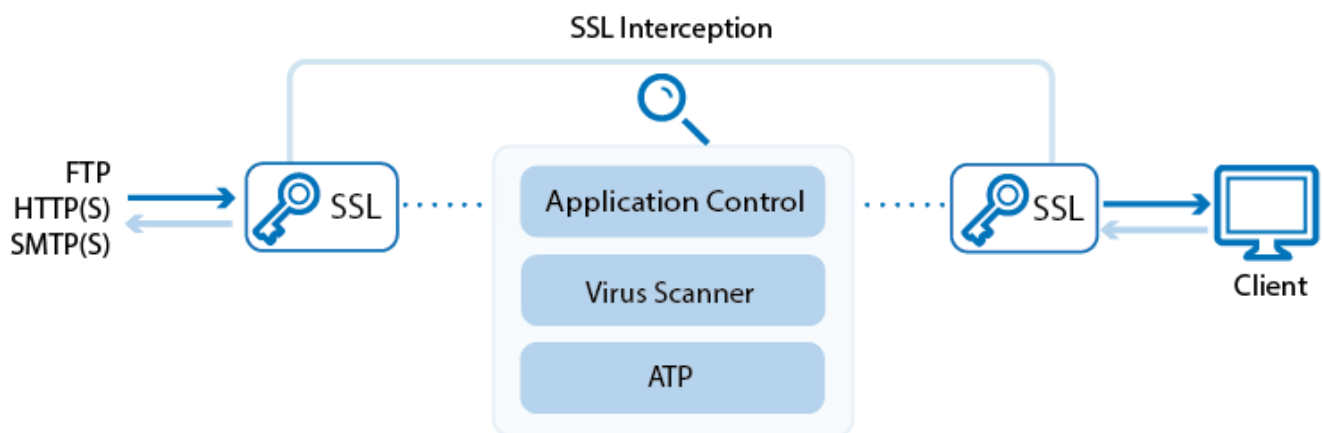 SSL Interception
FTP
HTTP(S)
SMTP(S)
SSL
Application Control
Virus Scanner
ATP
SSL
Client